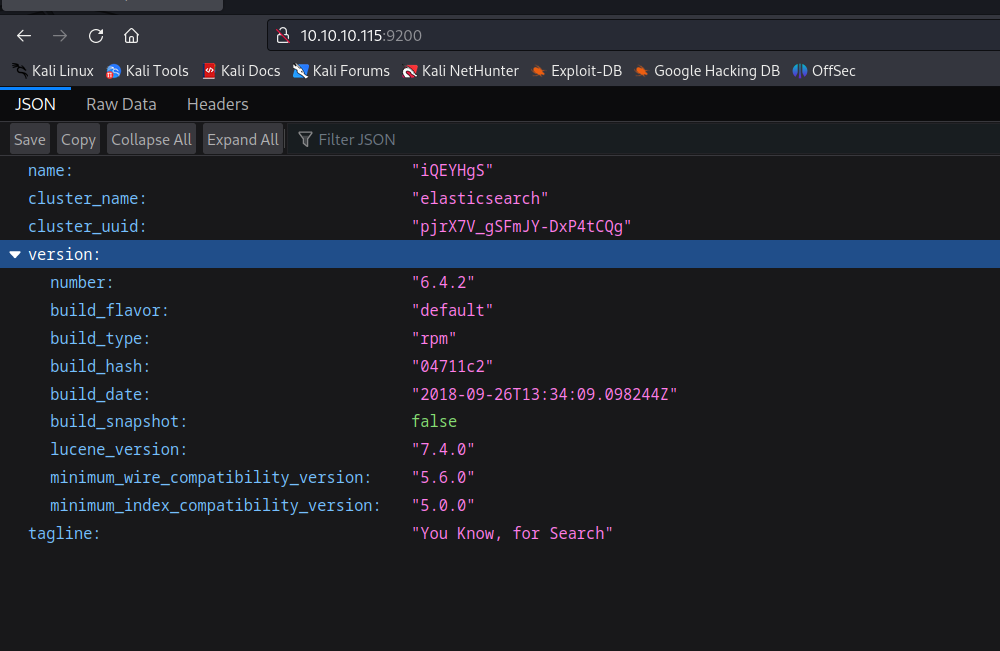 10.10.10.115:9200
Kali Linux Kali Tools Kali Docs Kali Forums Kali NetHunter Exploit-DB Google Hacking DB OffSec
JSON Raw Data Headers
Save Copy Collapse All Expand All Filter JSON
name: "iQEYHgS"
cluster_name: "elasticsearch"
cluster_uuid: "pjrX7V_gSFmJY-DxP4tCQg"
version:
number: "6.4.2"
build_flavor: "default"
build_type: "rpm"
build_hash: "04711c2"
build_date: "2018-09-26T13:34:09.098244Z"
build_snapshot: false
lucene_version: "7.4.0"
minimum_wire_compatibility_version: "5.6.0"
minimum_index_compatibility_version: "5.0.0"
tagline: "You Know, for Search"